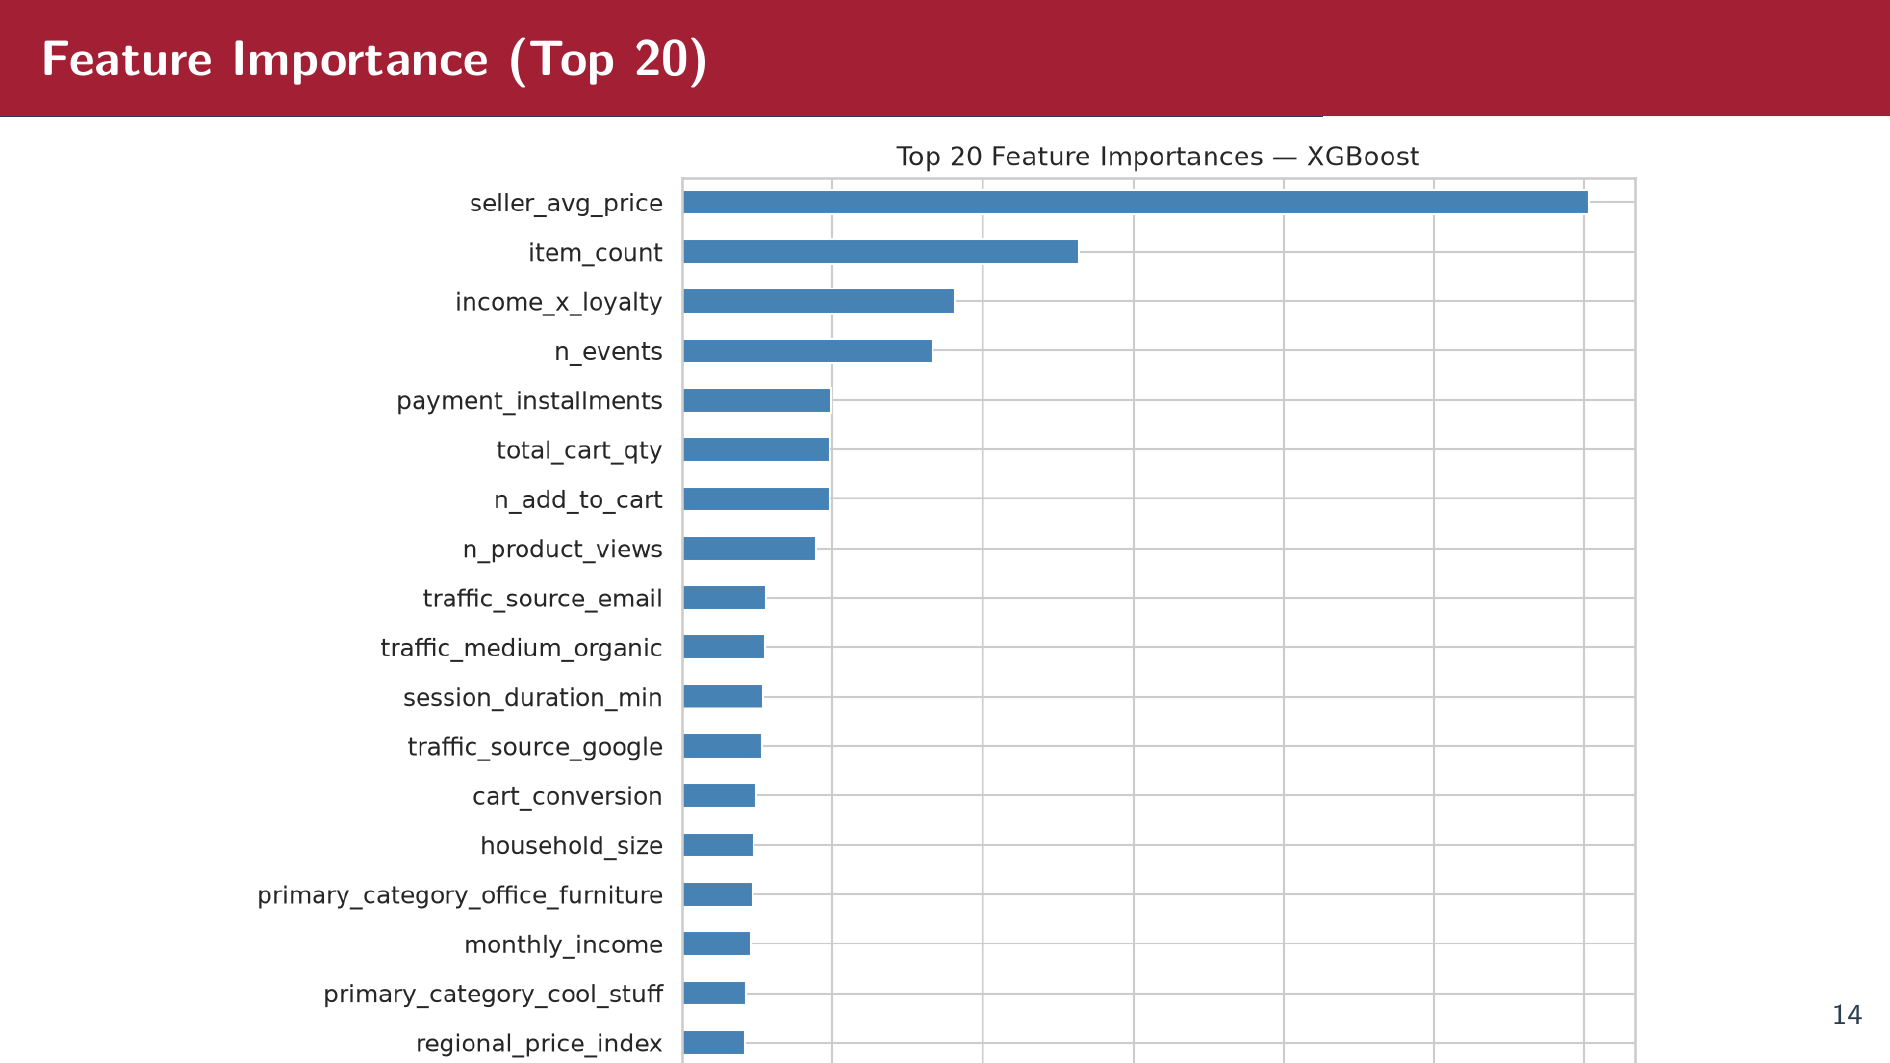 Feature Importance (Top 20)
Top 20 Feature Importances — XGBoost
seller_avg_price
item_count
income_x_loyalty
n_events
payment_installments
total_cart_qty
n_add_to_cart
n_product_views
traffic_source_email
traffic_medium_organic
session_duration_min
traffic_source_google
cart_conversion
household_size
primary_category_office_furniture
monthly_income
primary_category_cool_stuff
regional_price_index
14